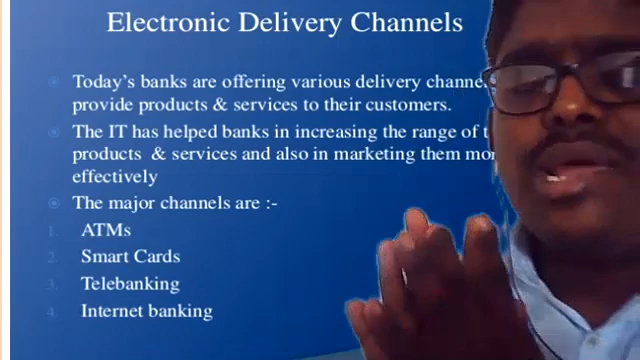 Electronic Delivery Channels
Today's banks are offering various delivery
provide products & services to their customers.
The IT has helped banks in increasing the range of
products & services and also in marketing them
effectively
The major channels are :-
1. ATMs
2. Smart Cards
3. Telebanking
4. Internet banking